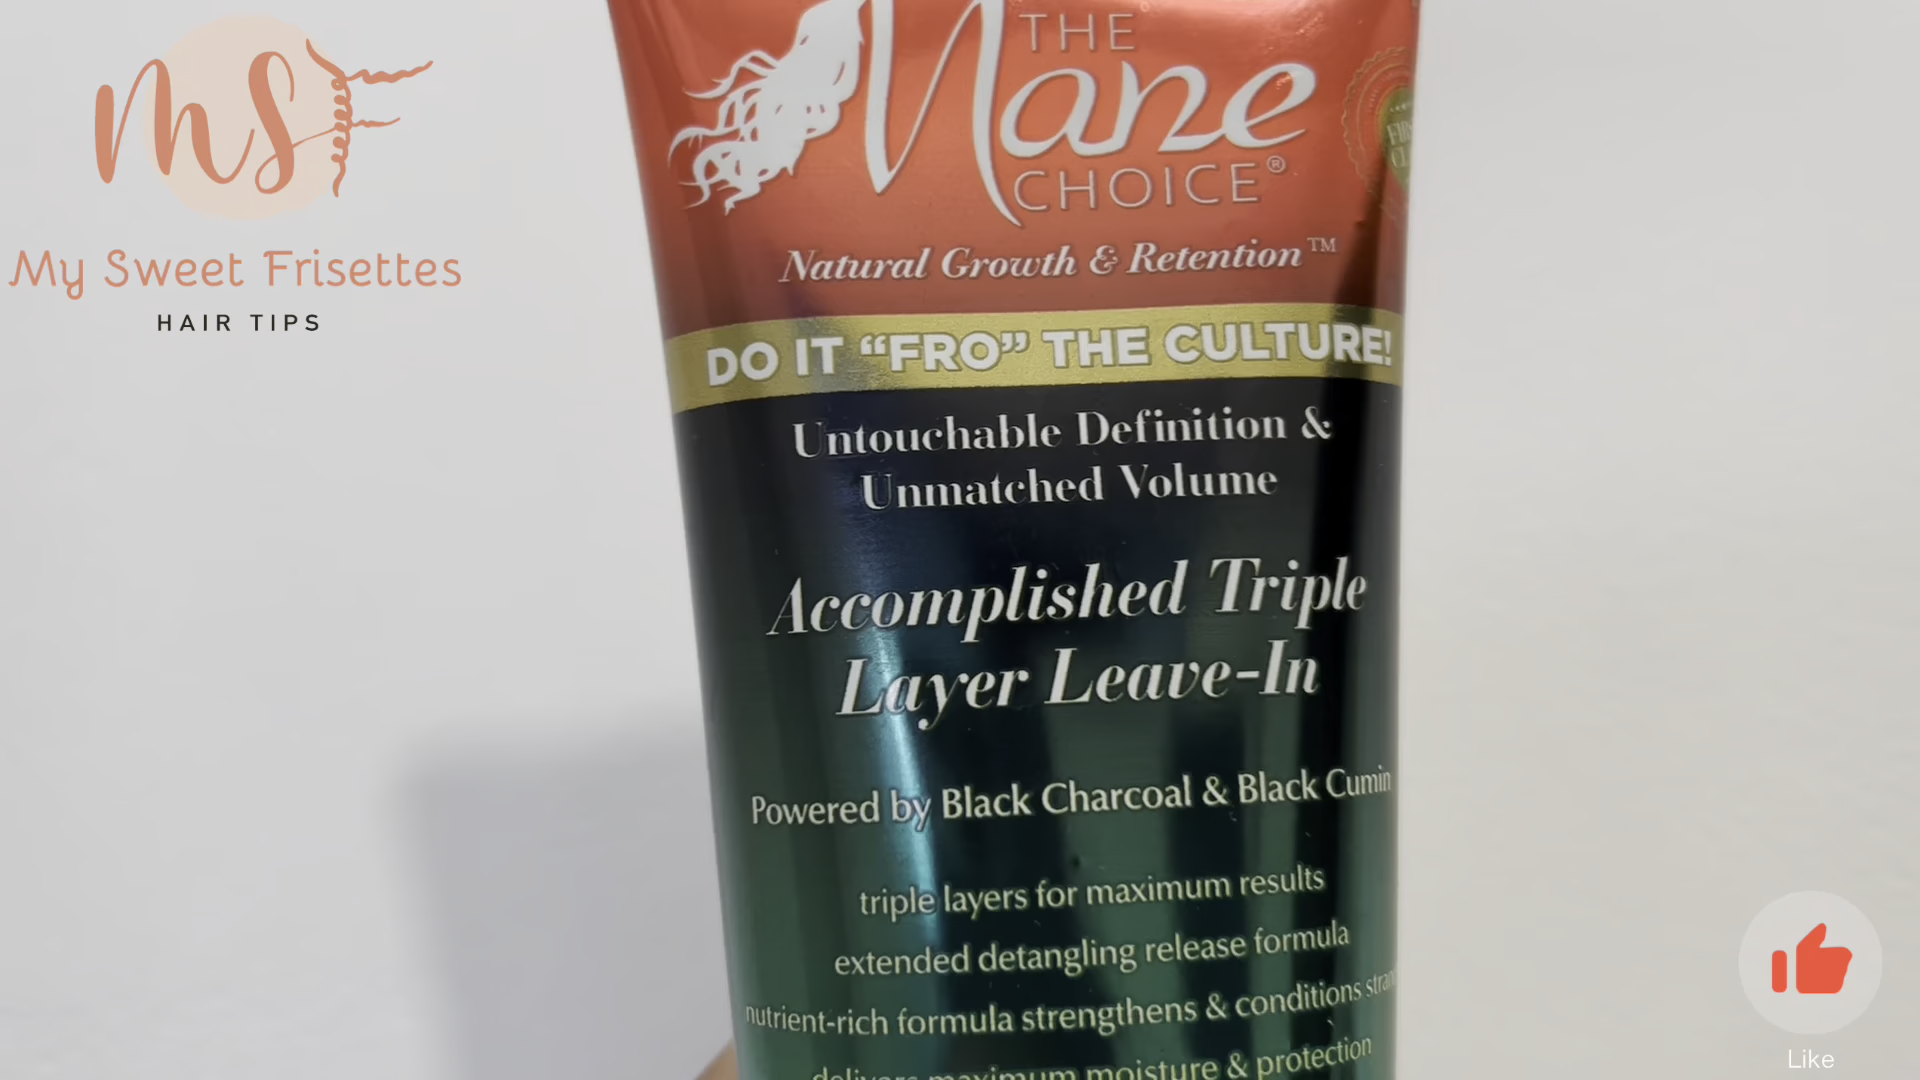 MS
My Sweet Frisettes
HAIR TIPS
THE
Mane
CHOICE®
Natural Growth & Retention™
DO IT “FRO” THE CULTURE!
Untouchable Definition &
Unmatched Volume
Accomplished Triple
Layer Leave-In
Powered by Black Charcoal & Black Cumin
triple layers for maximum results
extended detangling release formula
nutrient-rich formula strengthens & conditions
maximum moisture & protection
Like